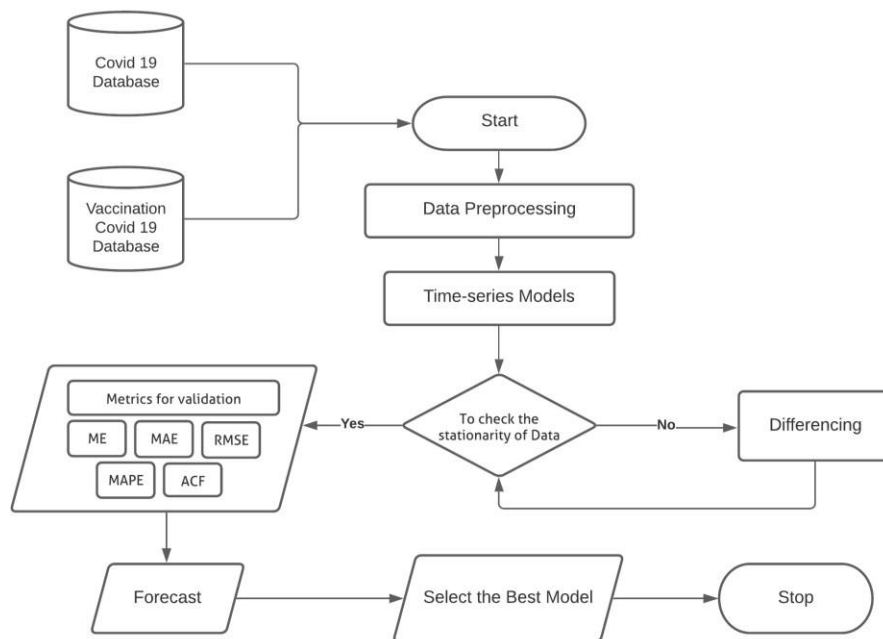 Covid 19
Database
Start
Vaccination
Covid 19
Database
Data Preprocessing
Time-series Models
Metrics for validation
ME
MAE
RMSE
MAPE
ACF
Yes
To check the
stationarity of Data
No
Differencing
Forecast
Select the Best Model
Stop